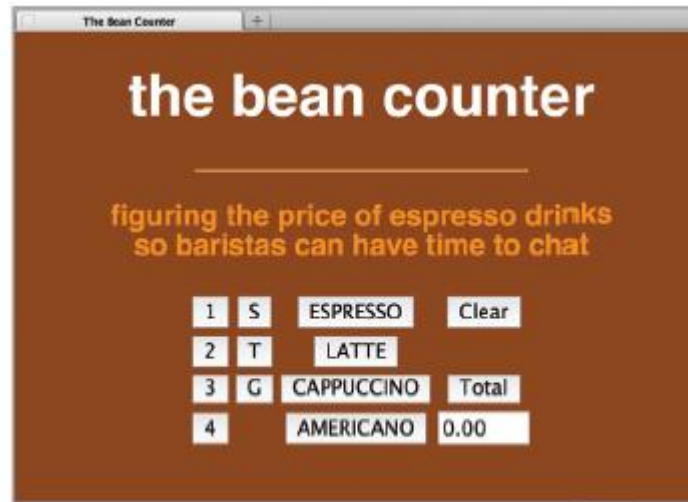 The Bean Counter
the bean counter
figuring the price of espresso drinks
so baristas can have time to chat
1 S ESPRESSO Clear
2 T LATTE
3 G CAPPUCCINO Total
4 AMERICANO 0.00